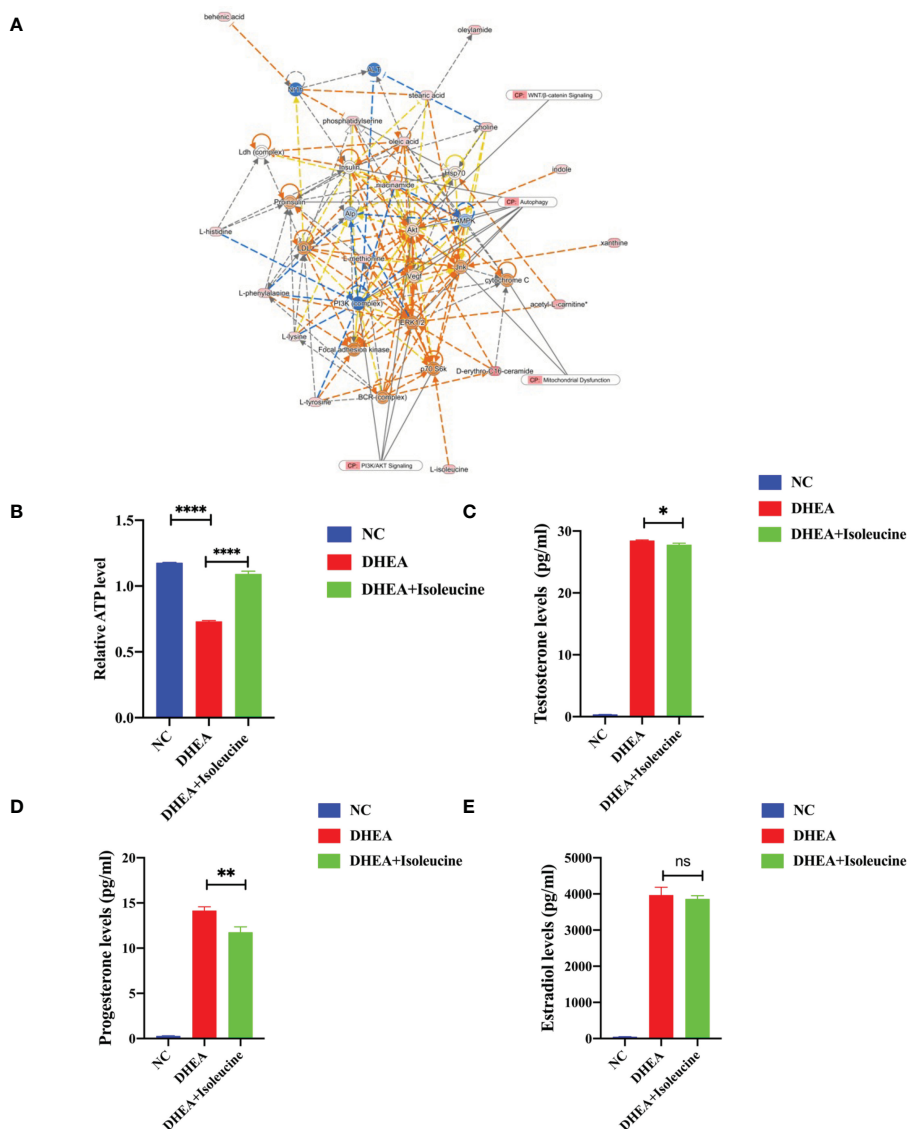 A
behenic acid
oleylamide
stearic acid
CP: WNT/β-catenin Signaling
phosphatidylserine
choline
oleic acid
Ldh (complex)
Insulin
Hsp70
indole
niacinamide
Proinsulin
CP: Autophagy
Alp
AMPK
L-histidine
Akt
xanthine
LDL
L-methionine
Jnk
Vegf
cytochrome C
L-phenylalanine
PI3K (complex)
acetyl-L-carnitine*
ERK1/2
L-lysine
Focal adhesion kinase
p70 S6k
CP: Mitochondrial Dysfunction
L-tyrosine
BCR (complex)
CP: PI3K/AKT Signaling
L-isoleucine
B
****
****
1.5
1.0
0.5
0.0
Relative ATP level
NC
DHEA
DHEA+Isoleucine
NC
DHEA
DHEA+Isoleucine
C
*
30
20
10
0
Testosterone levels (pg/ml)
NC
DHEA
DHEA+Isoleucine
NC
DHEA
DHEA+Isoleucine
D
**
20
15
10
5
0
Progesterone levels (pg/ml)
NC
DHEA
DHEA+Isoleucine
NC
DHEA
DHEA+Isoleucine
E
ns
5000
4000
3000
2000
1000
0
Estradiol levels (pg/ml)
NC
DHEA
DHEA+Isoleucine
NC
DHEA
DHEA+Isoleucine